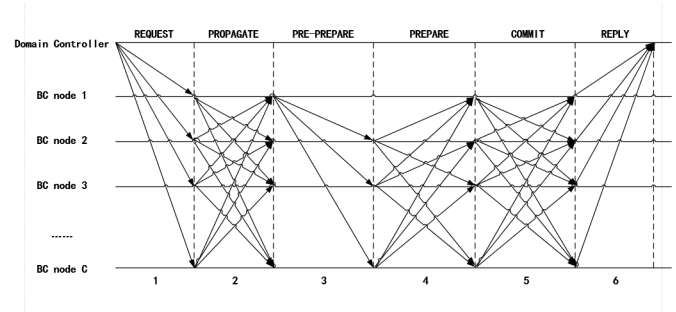 REQUEST PROPAGATE PRE-PREPARE PREPARE COMMIT REPLY
Domain Controller
BC node 1
BC node 2
BC node 3
------
BC node C
1 2 3 4 5 6